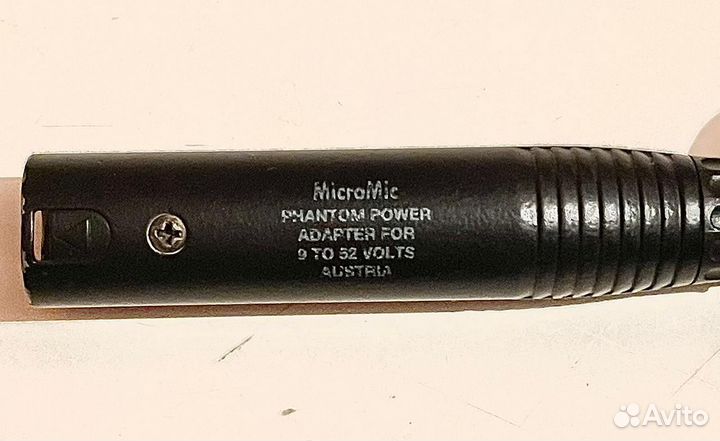 MicroMic
PHANTOM POWER
ADAPTER FOR
9 TO 52 VOLTS
AUSTRIA
Avito